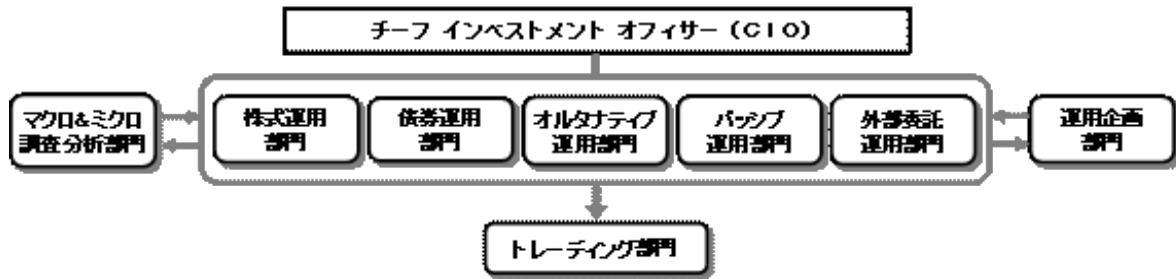 チーフ インベストメント オフィサー（ＣＩＯ）
マクロ&ミクロ
調査分析部門
株式運用
部門
債券運用
部門
オルタナティブ
運用部門
パッシブ
運用部門
外部委託
運用部門
運用企画
部門
トレーディング部門